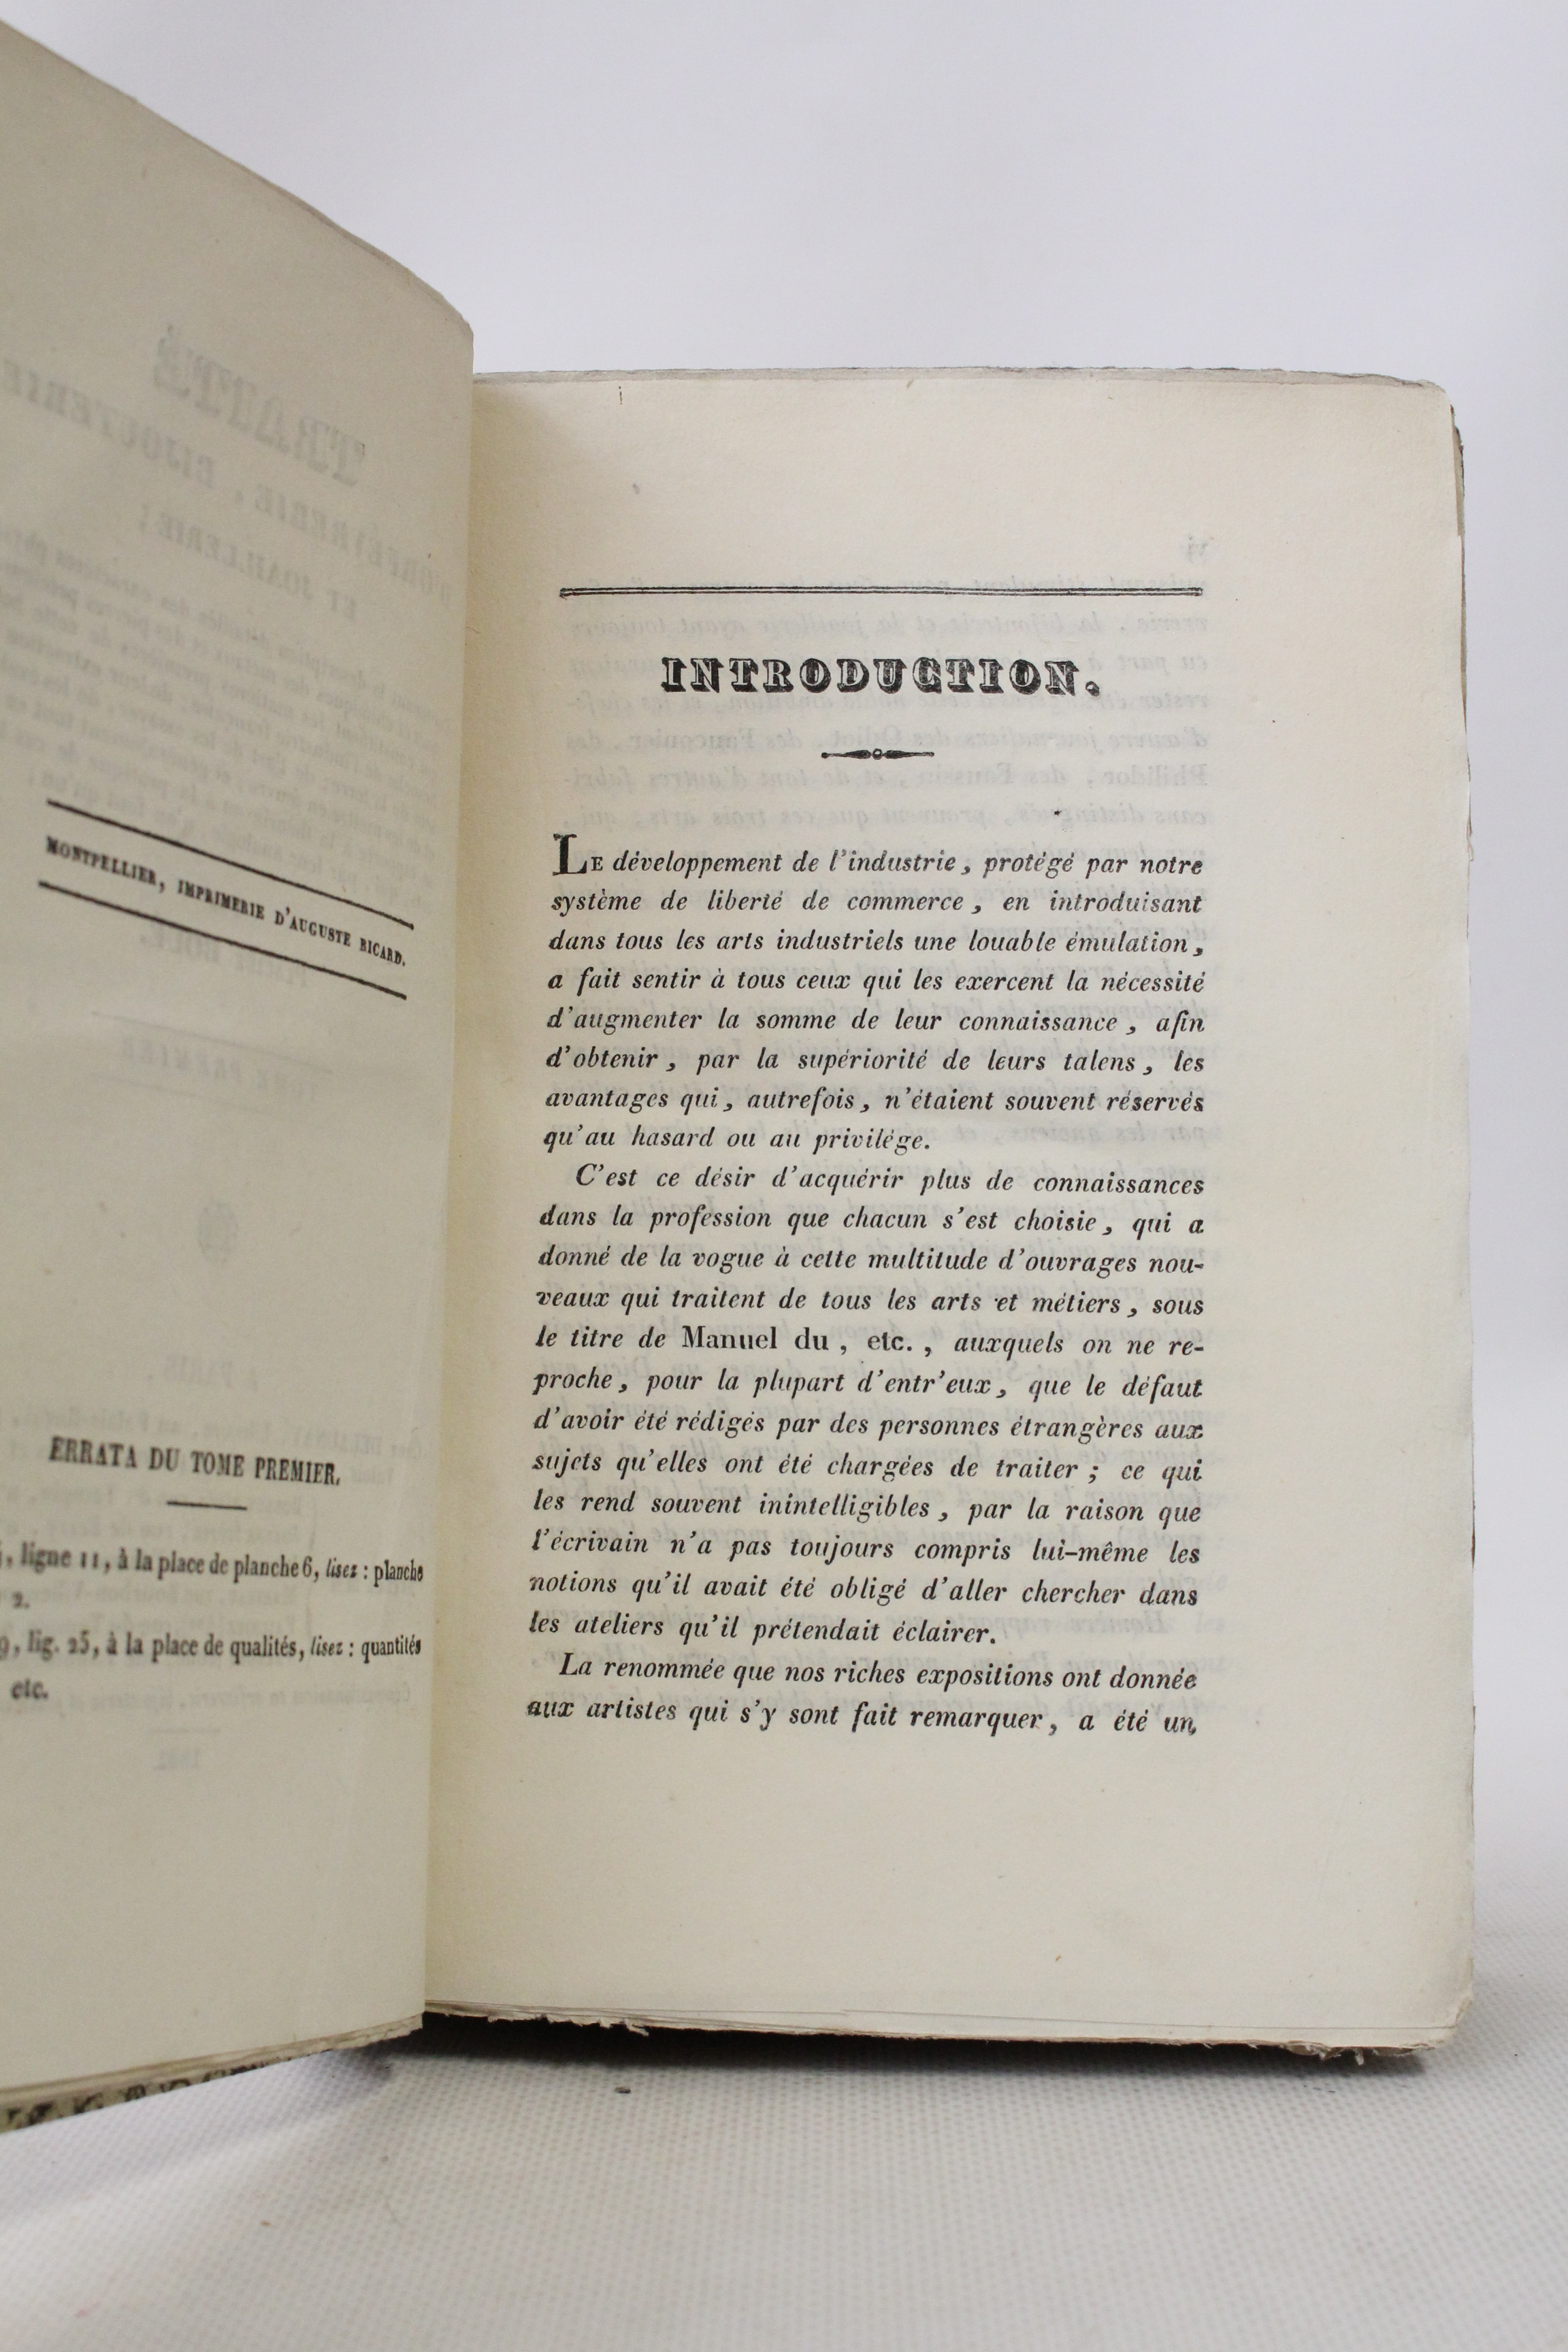 MONTPELLIER, IMPRIMERIE D'AUGUSTE RICARD.
ERRATA DU TOME PREMIER.
, ligne 11, à la place de planche 6, lisez : planche
2.
9, lig. 25, à la place de qualités, lisez : quantités
etc.
INTRODUCTION.
LE développement de l'industrie, protégé par notre
système de liberté de commerce, en introduisant
dans tous les arts industriels une louable émulation,
a fait sentir à tous ceux qui les exercent la nécessité
d'augmenter la somme de leur connaissance, afin
d'obtenir, par la supériorité de leurs talens, les
avantages qui, autrefois, n'étaient souvent réservés
qu'au hasard ou au privilége.
C'est ce désir d'acquérir plus de connaissances
dans la profession que chacun s'est choisie, qui a
donné de la vogue à cette multitude d'ouvrages nou-
veaux qui traitent de tous les arts et métiers, sous
le titre de Manuel du, etc., auxquels on ne re-
proche, pour la plupart d'entr'eux, que le défaut
d'avoir été rédigés par des personnes étrangères aux
sujets qu'elles ont été chargées de traiter ; ce qui
les rend souvent inintelligibles, par la raison que
l'écrivain n'a pas toujours compris lui-même les
notions qu'il avait été obligé d'aller chercher dans
les ateliers qu'il prétendait éclairer.
La renommée que nos riches expositions ont donnée
aux artistes qui s'y sont fait remarquer, a été un